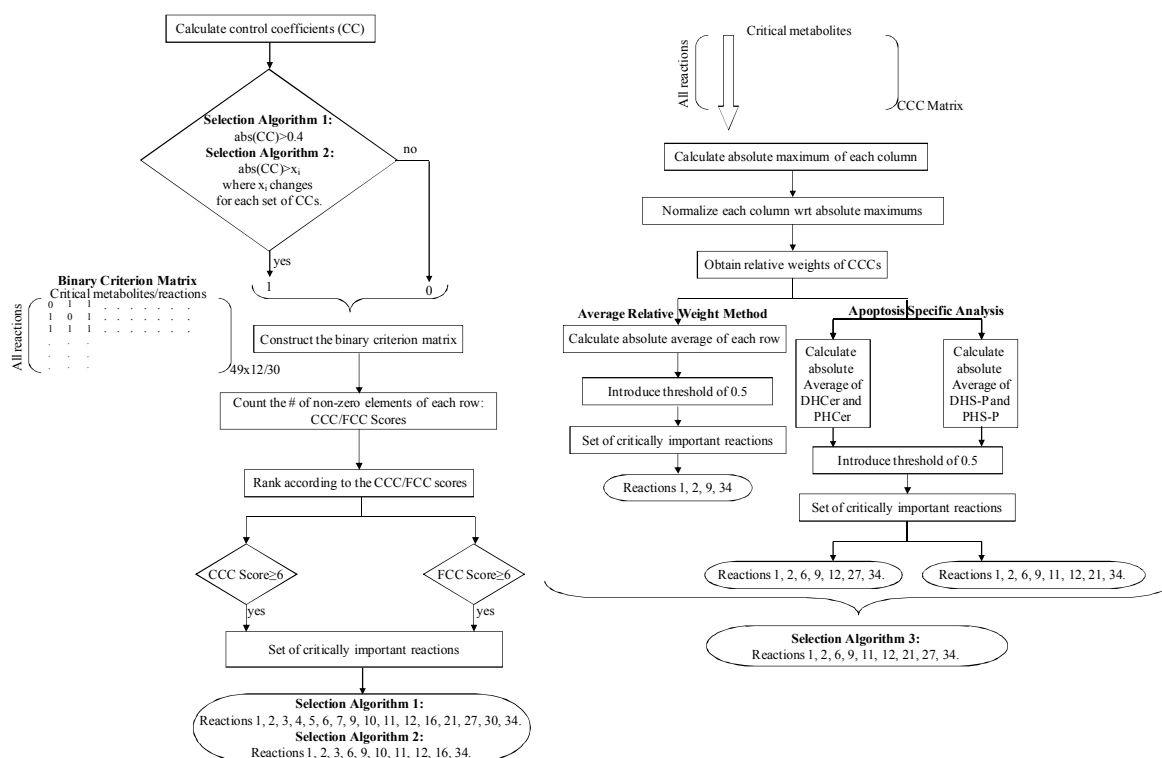 Calculate control coefficients (CC)
Selection Algorithm 1:
abs(CC)>0.4
Selection Algorithm 2:
abs(CC)>xi
where xi changes
for each set of CCs.
no
yes
1
0
Binary Criterion Matrix
Critical metabolites/reactions
All reactions
0 1 1 . . . . . . .
1 0 1 . . . . . . .
1 1 1 . . . . . . .
. . .
. . .
. . .
49x12/30
Construct the binary criterion matrix
Count the # of non-zero elements of each row:
CCC/FCC Scores
Rank according to the CCC/FCC scores
CCC Score≥6
FCC Score≥6
yes
yes
Set of critically important reactions
Selection Algorithm 1:
Reactions 1, 2, 3, 4, 5, 6, 7, 9, 10, 11, 12, 16, 21, 27, 30, 34.
Selection Algorithm 2:
Reactions 1, 2, 3, 6, 9, 10, 11, 12, 16, 34.
Critical metabolites
All reactions
CCC Matrix
Calculate absolute maximum of each column
Normalize each column wrt absolute maximums
Obtain relative weights of CCCs
Average Relative Weight Method
Calculate absolute average of each row
Introduce threshold of 0.5
Set of critically important reactions
Reactions 1, 2, 9, 34
Apoptosis Specific Analysis
Calculate
absolute
Average of
DHCer and
PHCer
Calculate
absolute
Average of
DHS-P and
PHS-P
Introduce threshold of 0.5
Set of critically important reactions
Reactions 1, 2, 6, 9, 12, 27, 34.
Reactions 1, 2, 6, 9, 11, 12, 21, 34.
Selection Algorithm 3:
Reactions 1, 2, 6, 9, 11, 12, 21, 27, 34.